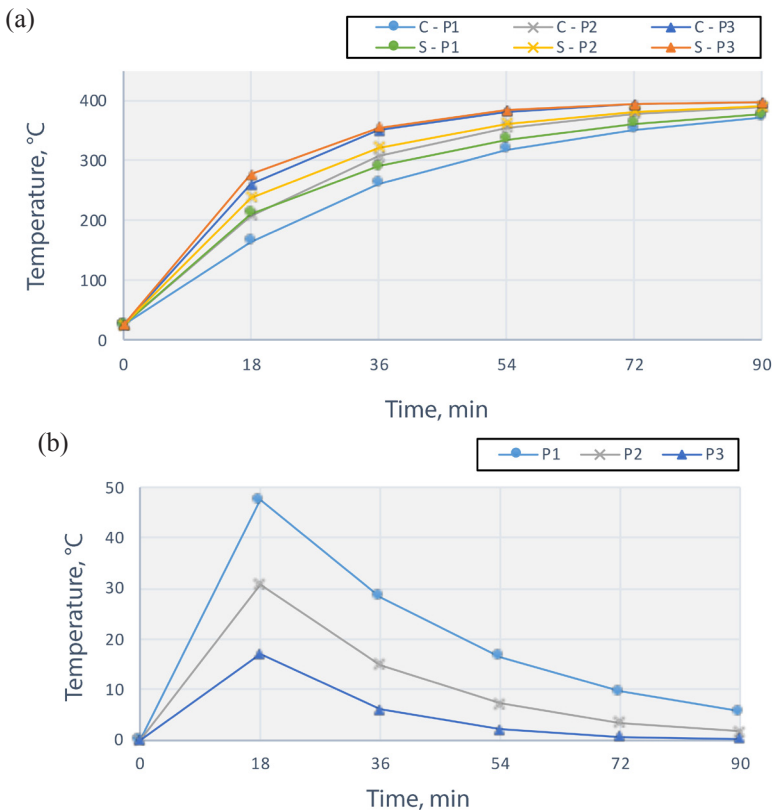 (a)
C - P1 C - P2 C - P3
S - P1 S - P2 S - P3
Temperature, °C
400
300
200
100
0
0 18 36 54 72 90
Time, min
(b)
P1 P2 P3
Temperature, °C
50
40
30
20
10
0
0 18 36 54 72 90
Time, min